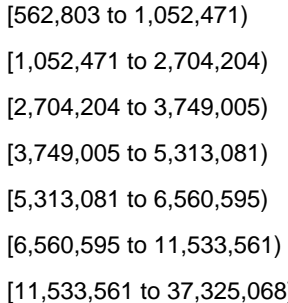 [562,803 to 1,052,471)
[1,052,471 to 2,704,204)
[2,704,204 to 3,749,005)
[3,749,005 to 5,313,081)
[5,313,081 to 6,560,595)
[6,560,595 to 11,533,561)
[11,533,561 to 37,325,068]